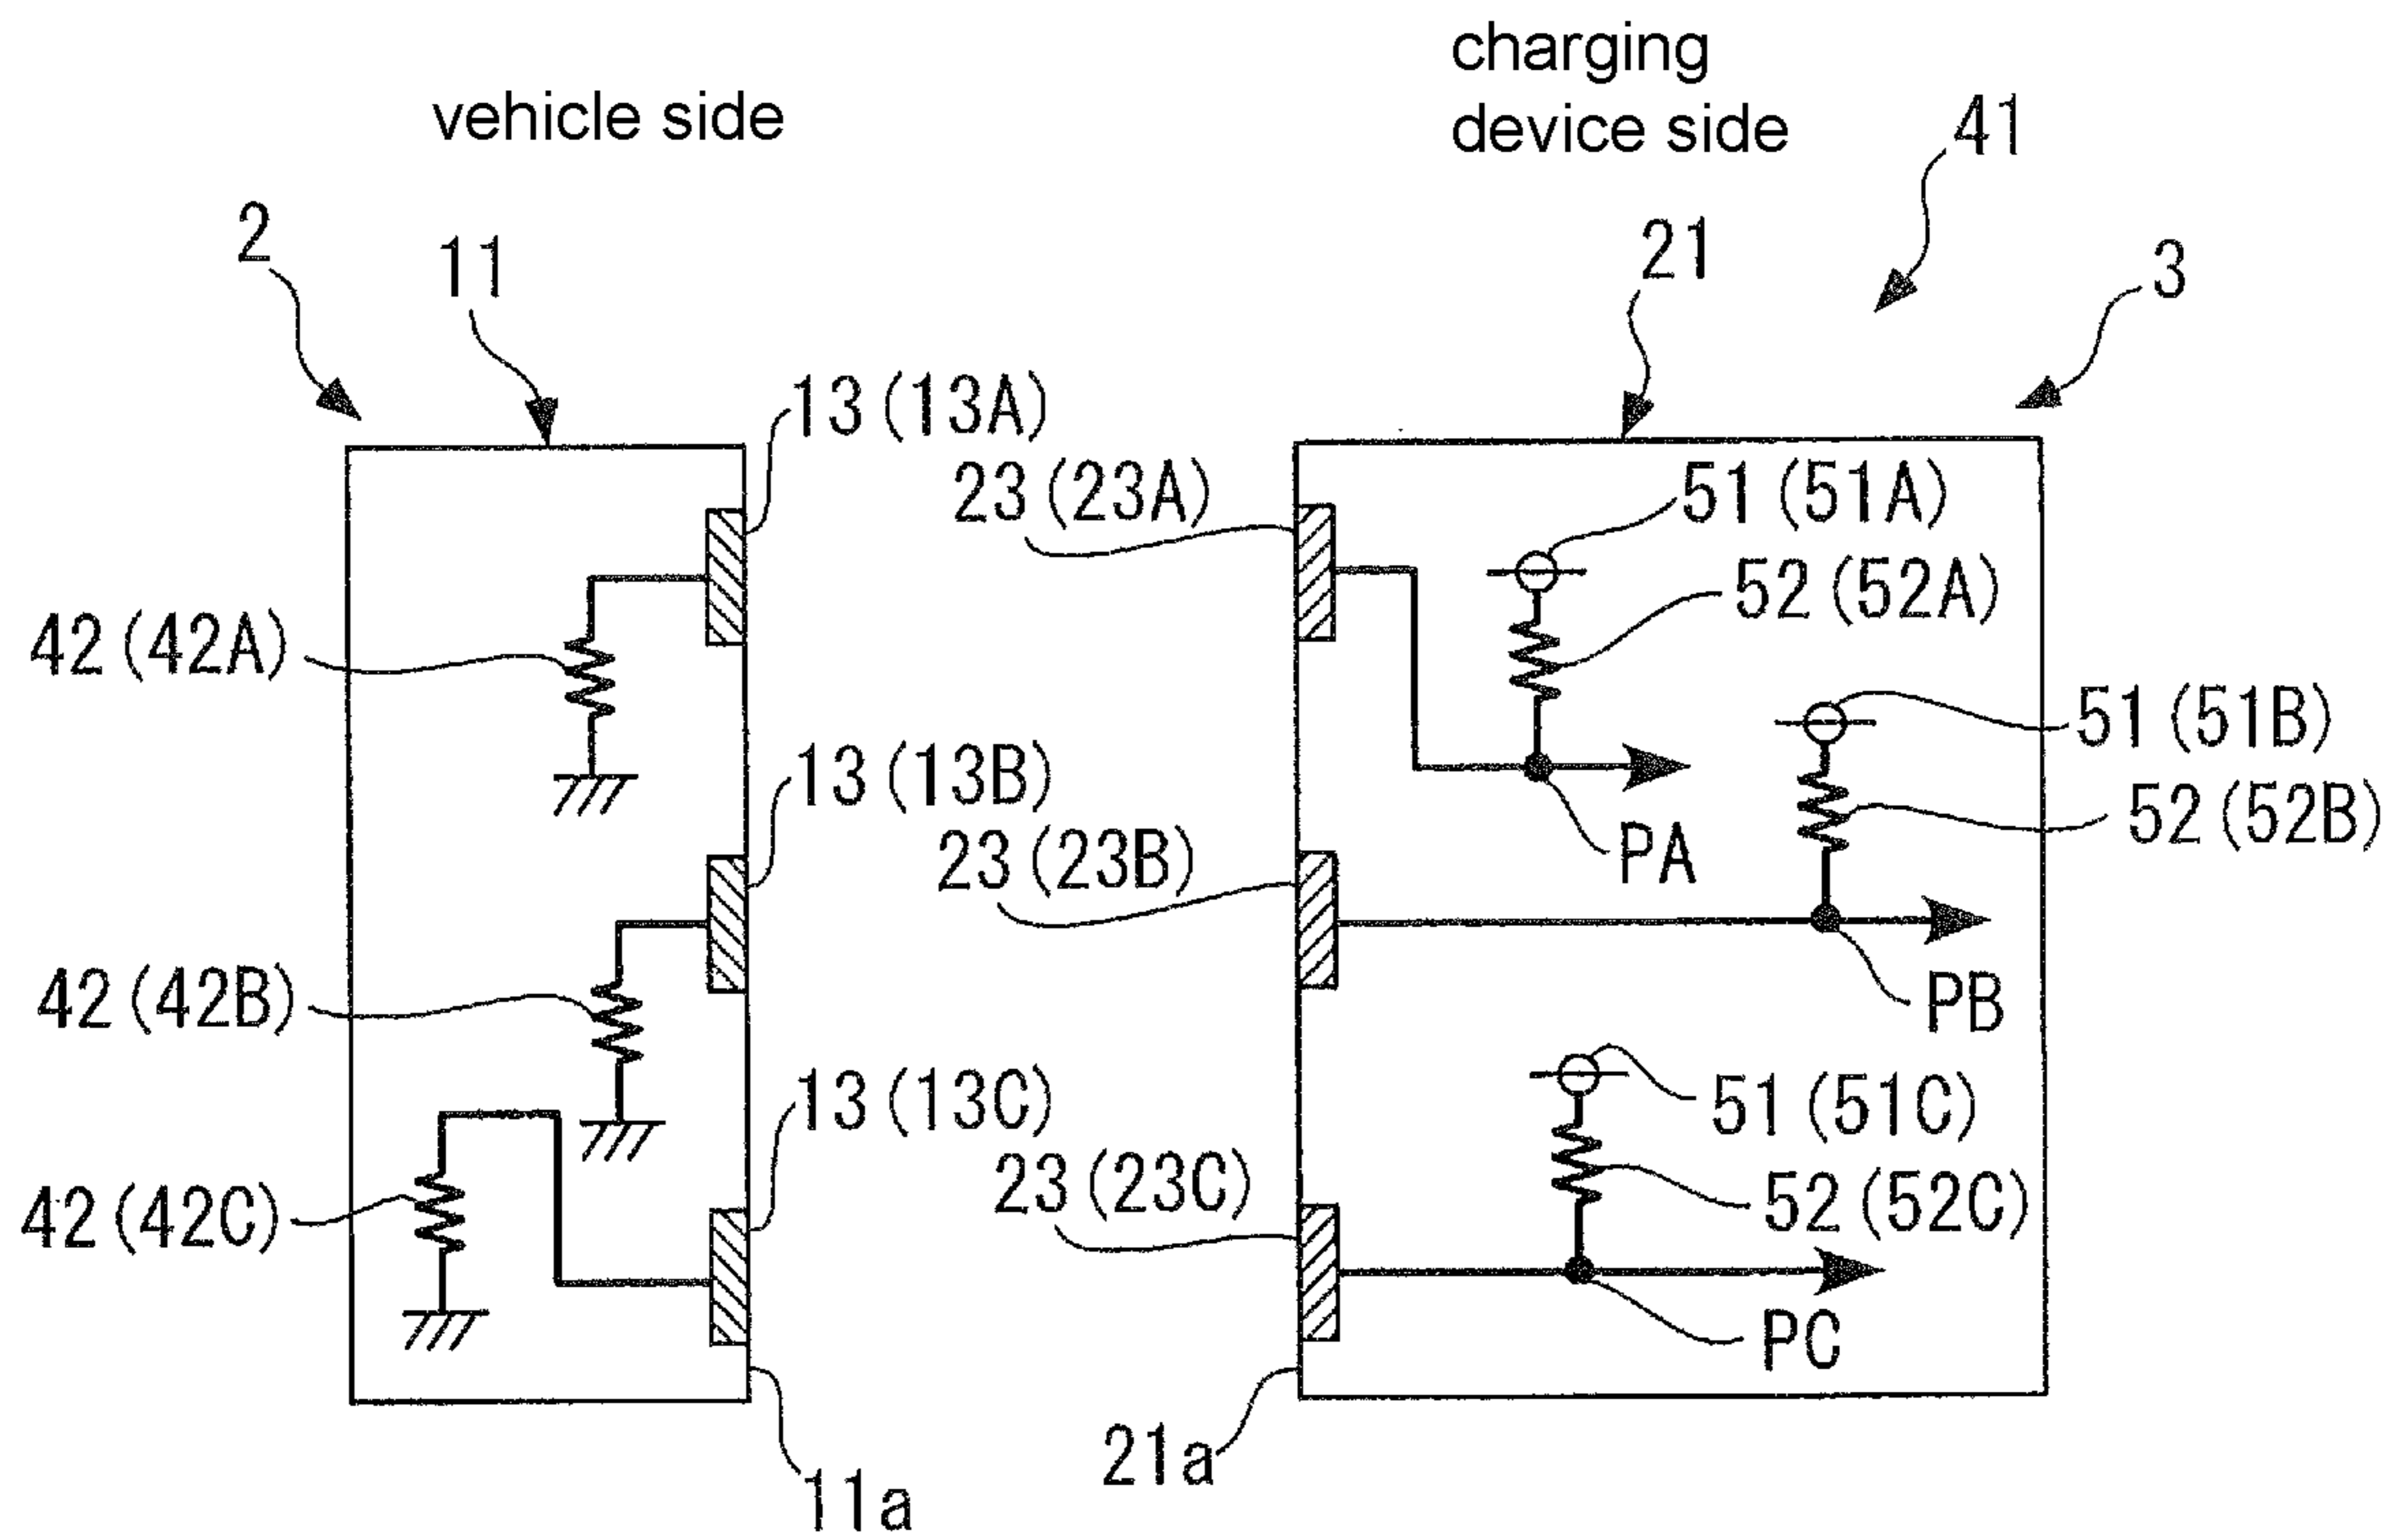 charging
vehicle side
device side
41
2
11
21
3
13(13A)
23(23A)
51(51A)
52(52A)
42(42A)
51(51B)
13(13B)
52(52B)
23(23B)
PA
42(42B)
PB
13(13C)
51(51C)
23(23C)
52(52C)
42(42C)
PC
21a
11a